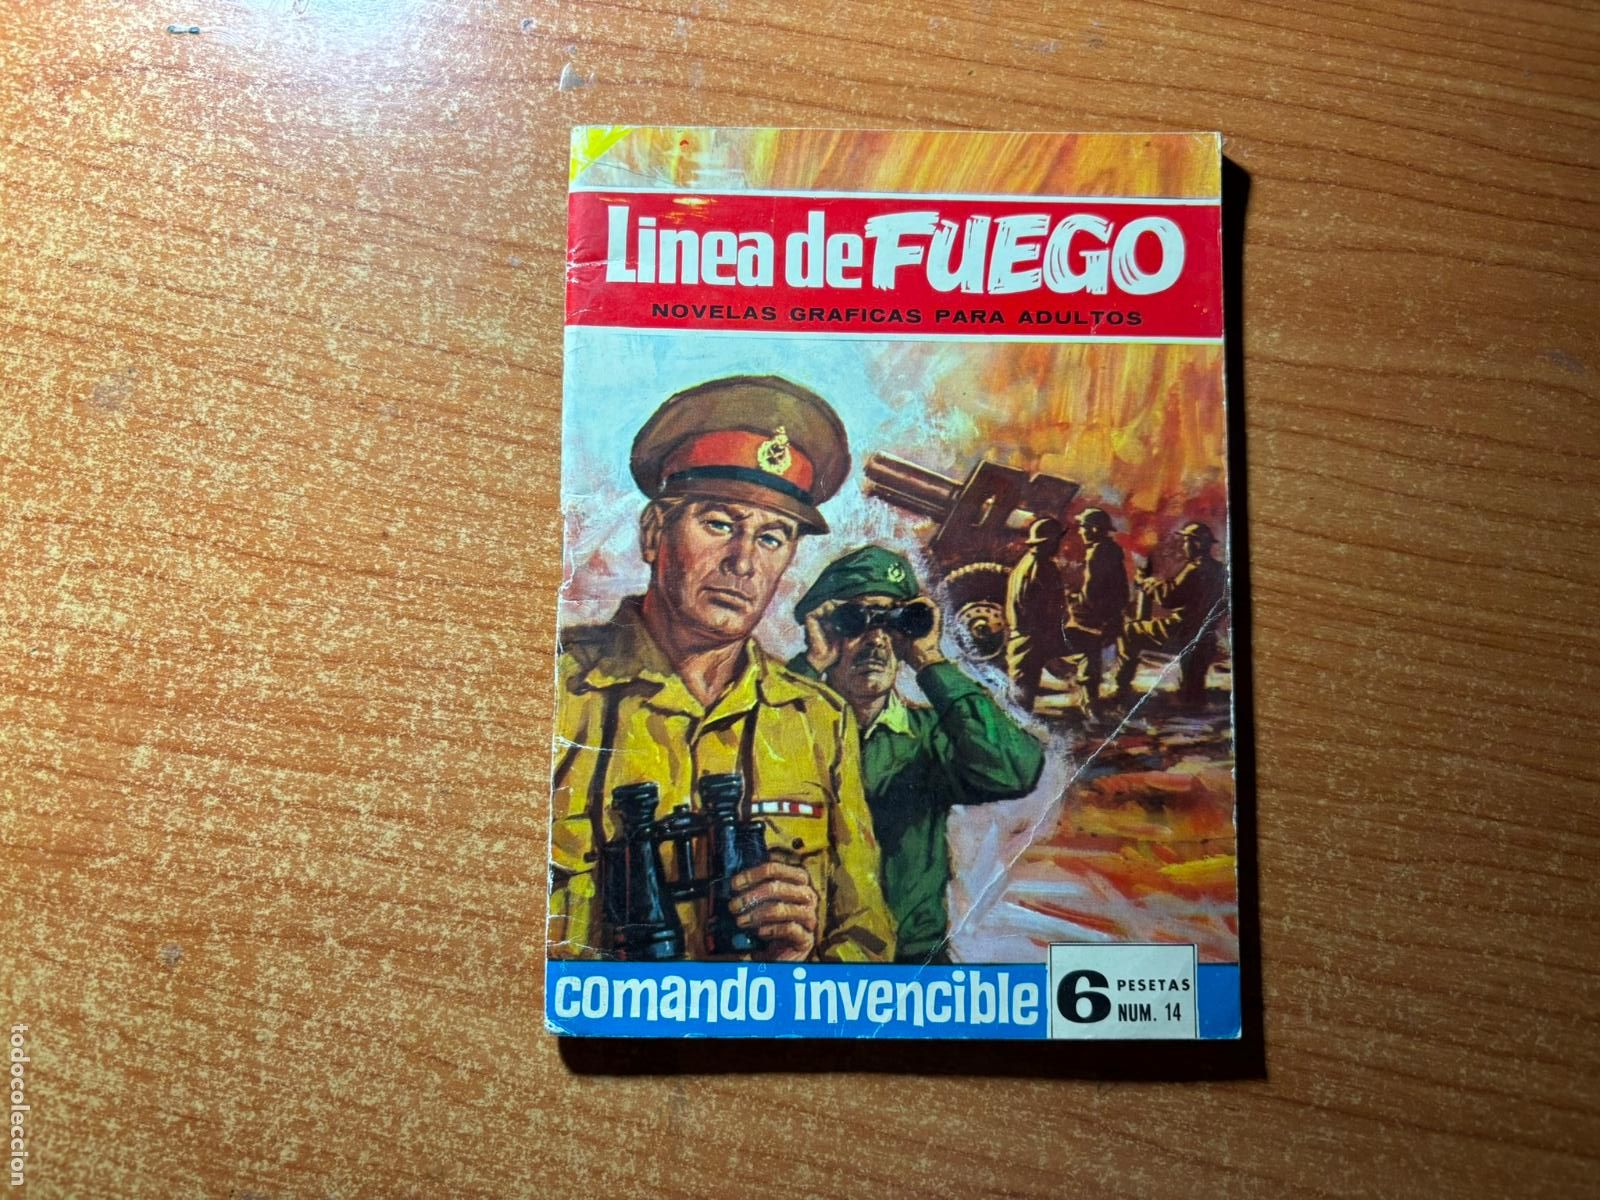 Linea de FUEGO
NOVELAS GRAFICAS PARA ADULTOS
comando invencible
6 PESETAS
NUM. 14
todocoleccion